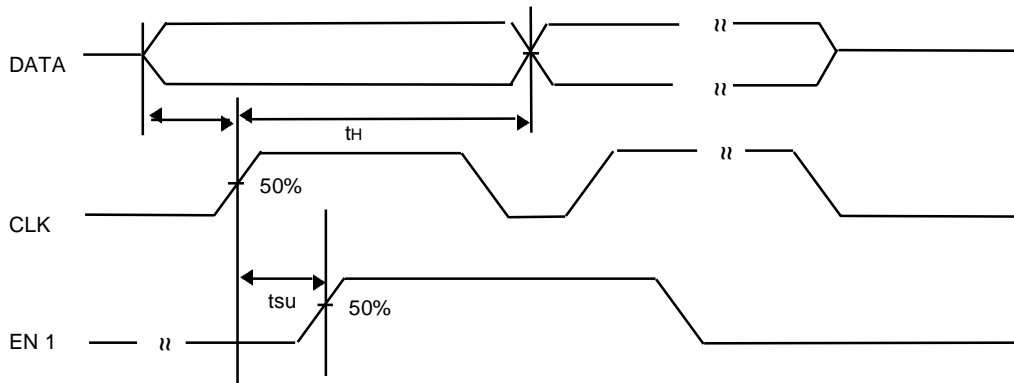 DATA
tH
50%
CLK
tsu
50%
EN 1